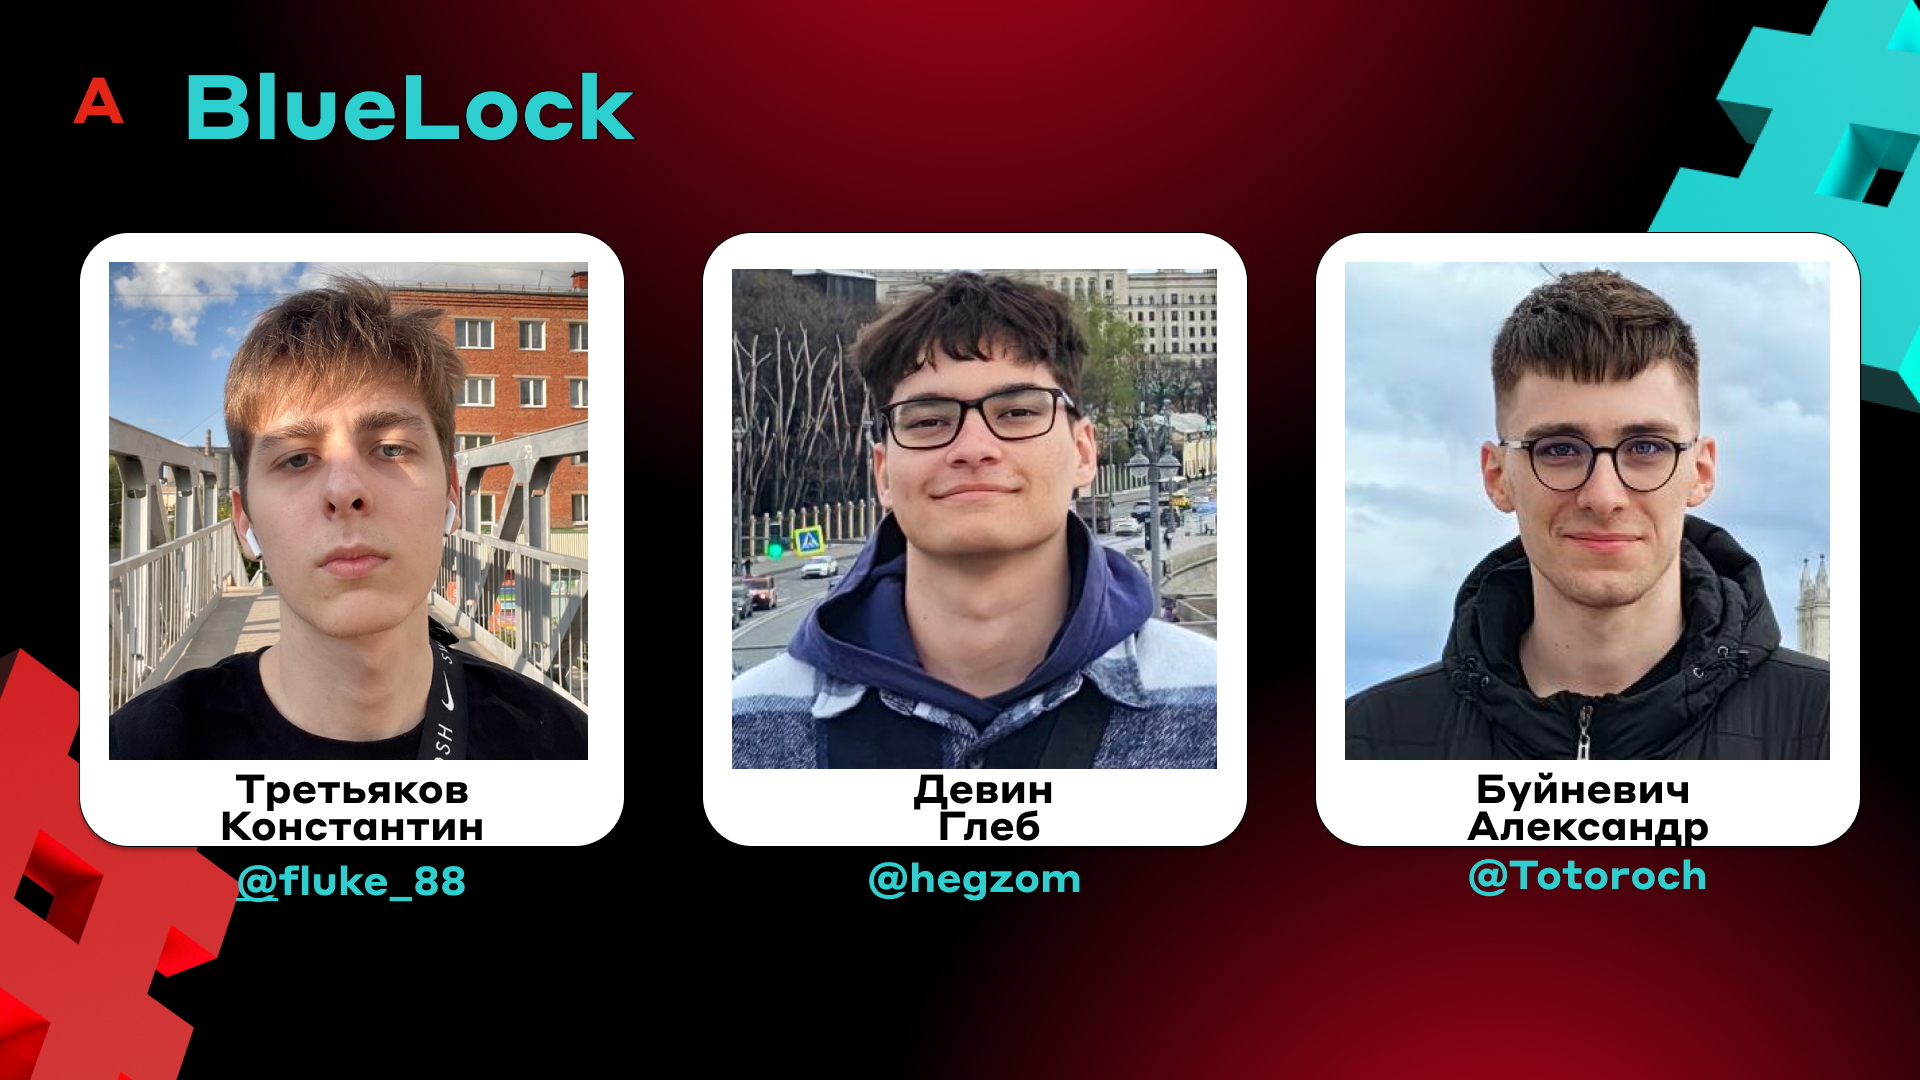 A BlueLock
Третьяков
Константин
@fluke_88
Девин
Глеб
@hegzom
Буйневич
Александр
@Totoroch